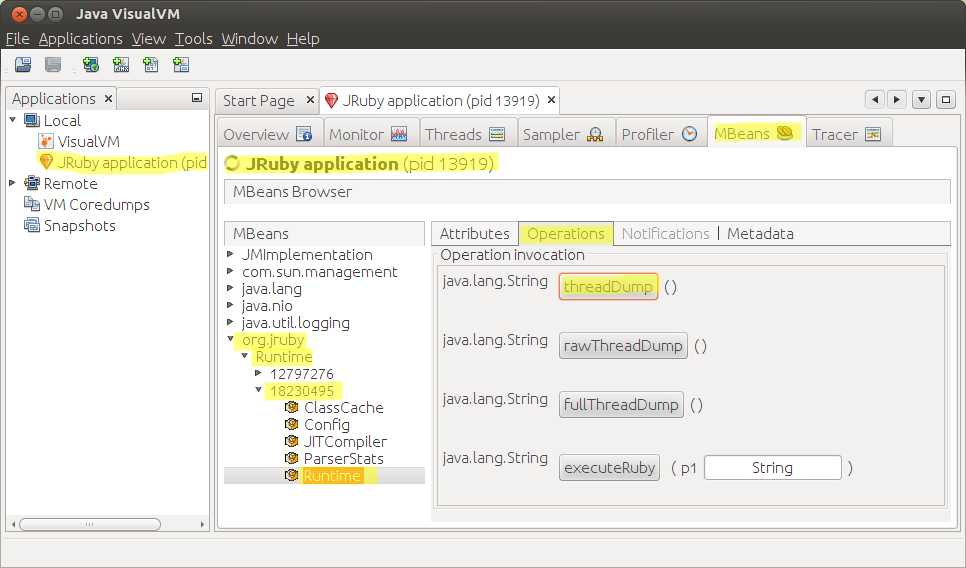 Java VisualVM
File Applications View Tools Window Help
Applications
Local
VisualVM
JRuby application (pid
Remote
VM Coredumps
Snapshots
Start Page JRuby application (pid 13919)
Overview Monitor Threads Sampler Profiler MBeans Tracer
JRuby application (pid 13919)
MBeans Browser
MBeans
JMImplementation
com.sun.management
java.lang
java.nio
java.util.logging
org.jruby
Runtime
12797276
18230495
ClassCache
Config
JITCompiler
ParserStats
Runtime
Attributes Operations Notifications Metadata
Operation invocation
java.lang.String threadDump ()
java.lang.String rawThreadDump ()
java.lang.String fullThreadDump ()
java.lang.String executeRuby ( p1 String )